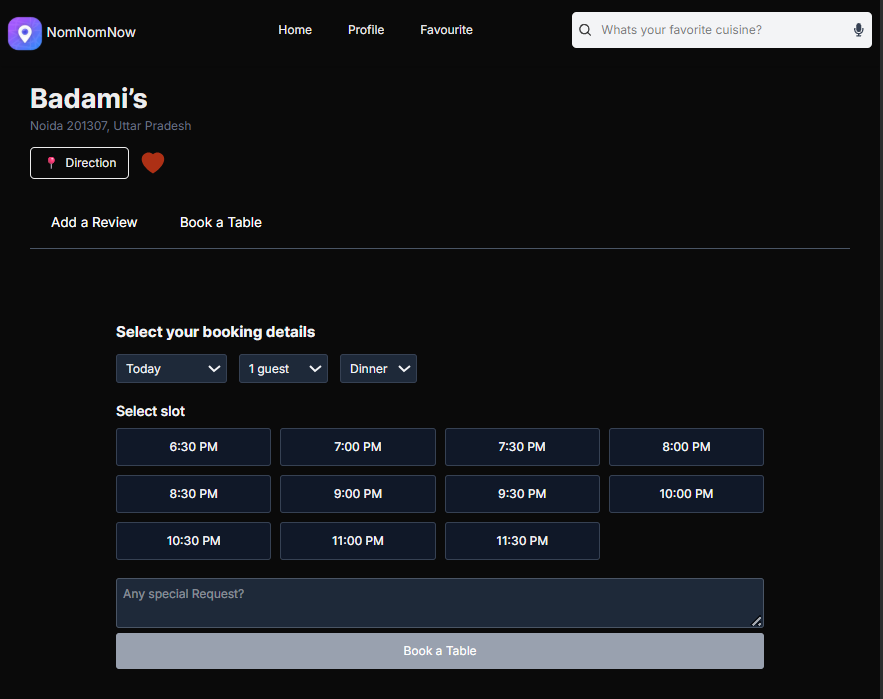 NomNomNow
Home Profile Favourite
Whats your favorite cuisine?
Badami’s
Noida 201307, Uttar Pradesh
Direction
Add a Review Book a Table
Select your booking details
Today 1 guest Dinner
Select slot
6:30 PM 7:00 PM 7:30 PM 8:00 PM
8:30 PM 9:00 PM 9:30 PM 10:00 PM
10:30 PM 11:00 PM 11:30 PM
Any special Request?
Book a Table